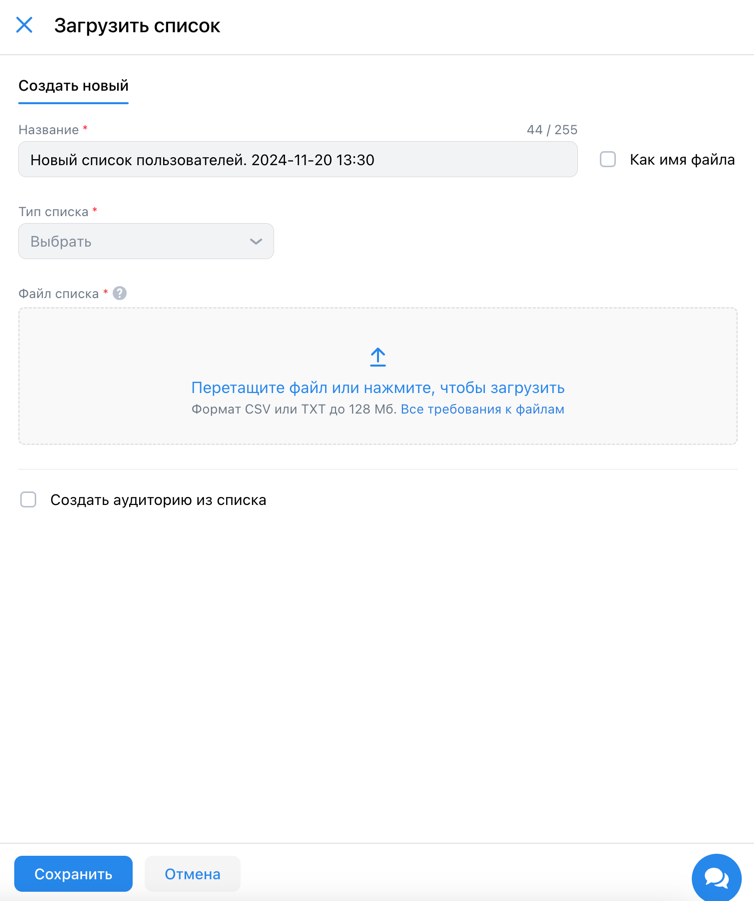 Загрузить список
Создать новый
Название *
44 / 255
Новый список пользователей. 2024-11-20 13:30
Как имя файла
Тип списка *
Выбрать
Файл списка * ?
Перетащите файл или нажмите, чтобы загрузить
Формат CSV или TXT до 128 Мб. Все требования к файлам
Создать аудиторию из списка
Сохранить
Отмена